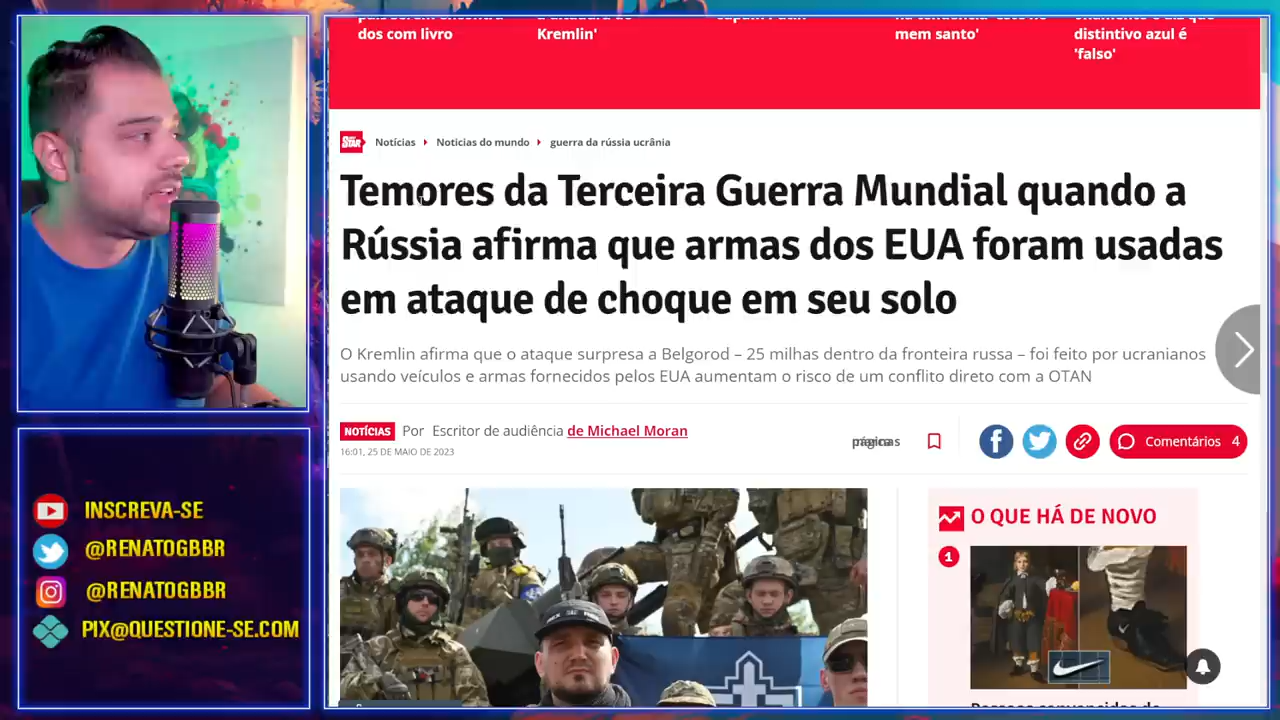 dos com livro
Kremlin'
mem santo'
distintivo azul é
'falso'
STAR
Notícias
Noticias do mundo
guerra da rússia ucrânia
Temores da Terceira Guerra Mundial quando a
Rússia afirma que armas dos EUA foram usadas
em ataque de choque em seu solo
O Kremlin afirma que o ataque surpresa a Belgorod – 25 milhas dentro da fronteira russa – foi feito por ucranianos
usando veículos e armas fornecidos pelos EUA aumentam o risco de um conflito direto com a OTAN
NOTÍCIAS Por Escritor de audiência de Michael Moran
16:01, 25 DE MAIO DE 2023
Comentários 4
O QUE HÁ DE NOVO
1
INSCREVA-SE
@RENATOGBBR
@RENATOGBBR
PIX@QUESTIONE-SE.COM